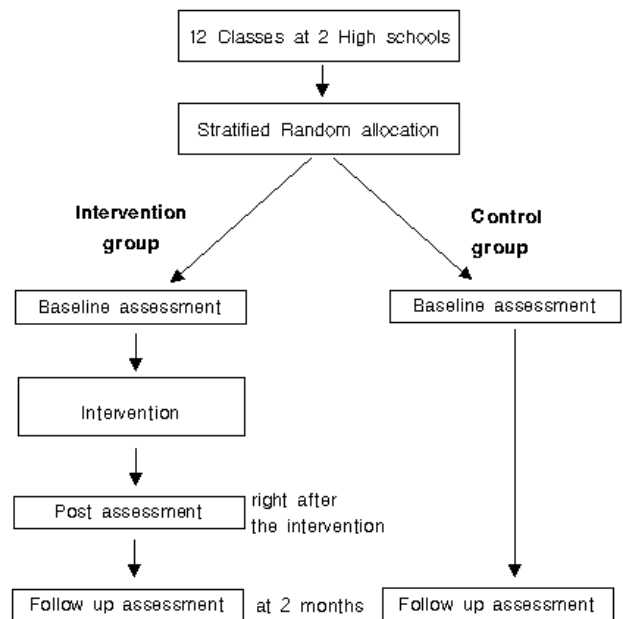 12 Classes at 2 High schools
Stratified Random allocation
Intervention
group
Control
group
Baseline assessment
Baseline assessment
Intervention
Post assessment
right after
the intervention
Follow up assessment
at 2 months
Follow up assessment